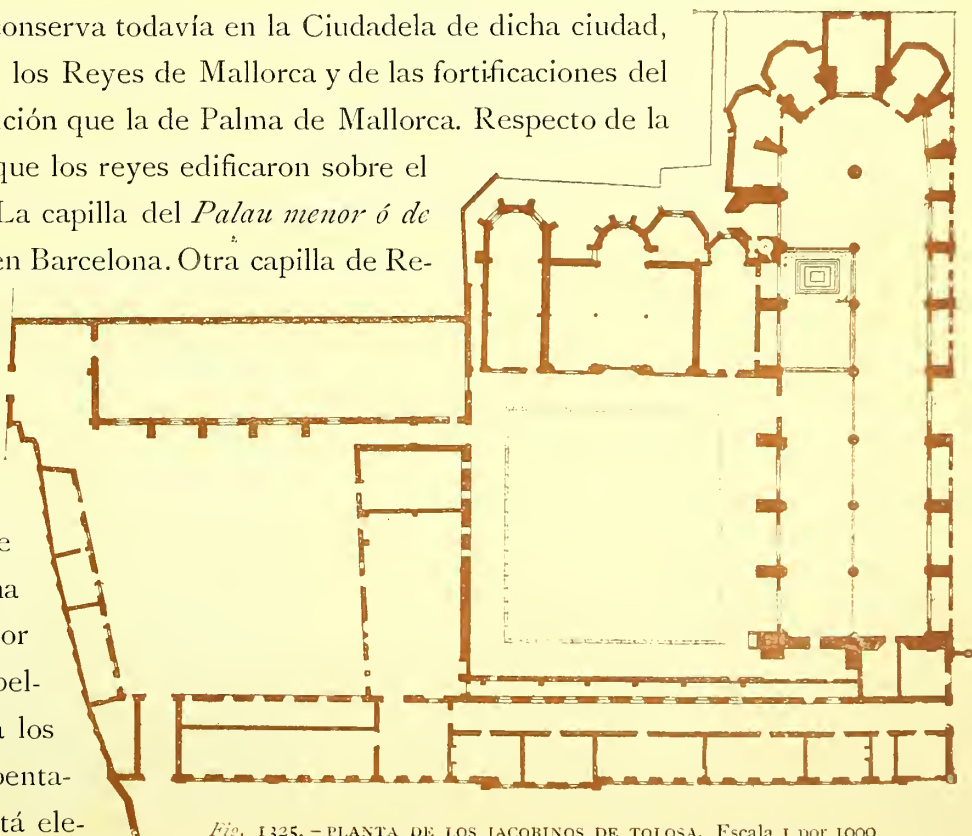 conserva todavía en la Ciudadela de dicha ciudad,
los Reyes de Mallorca y de las fortificaciones del
ción que la de Palma de Mallorca. Respecto de la
que los reyes edificaron sobre el
La capilla del Palau menor ó de
en Barcelona. Otra capilla de Re-
e
na
or
pel-
a los
penta-
tá ele-
Fig. 1325. – PLANTA DE LOS JACOBINOS DE TOLOSA. Escala 1 por 1000